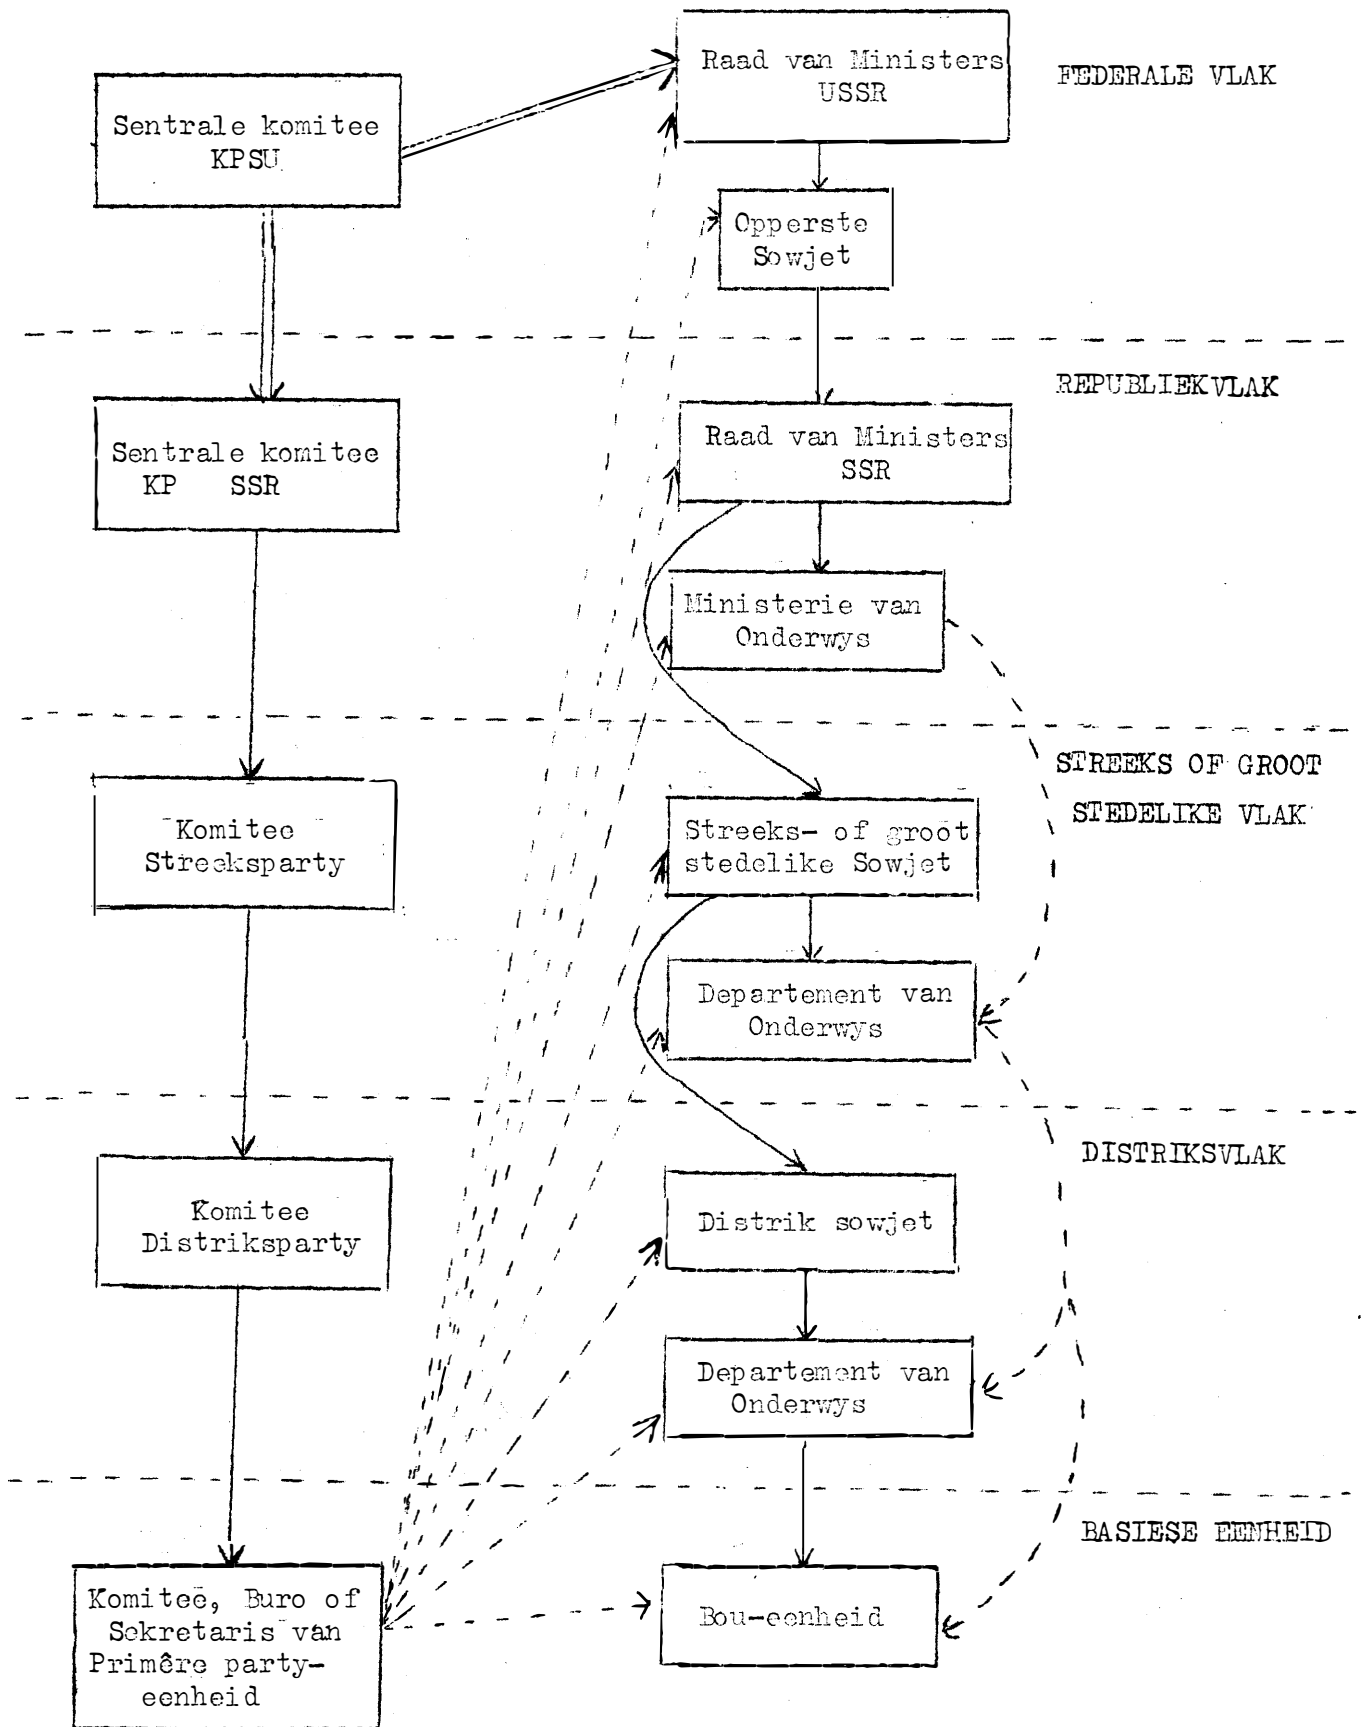 Raad van Ministers
USSR
FEDERALE VLAK
Sentrale komitee
KPSU
Opperste
Sowjet
REPUBLIEKVLAK
Raad van Ministers
SSR
Sentrale komitee
KP SSR
Ministerie van
Onderwys
STREEKS OF GROOT
STEDELIKE VLAK
Komitee
Streeksparty
Streeks- of groot
stedelike Sowjet
Departement van
Onderwys
DISTRIKSVLAK
Komitee
Distriksparty
Distrik sowjet
Departement van
Onderwys
BASIESE EENHEID
Komitee, Buro of
Sekretaris van
Primêre party-
eenheid
Bou-eenheid